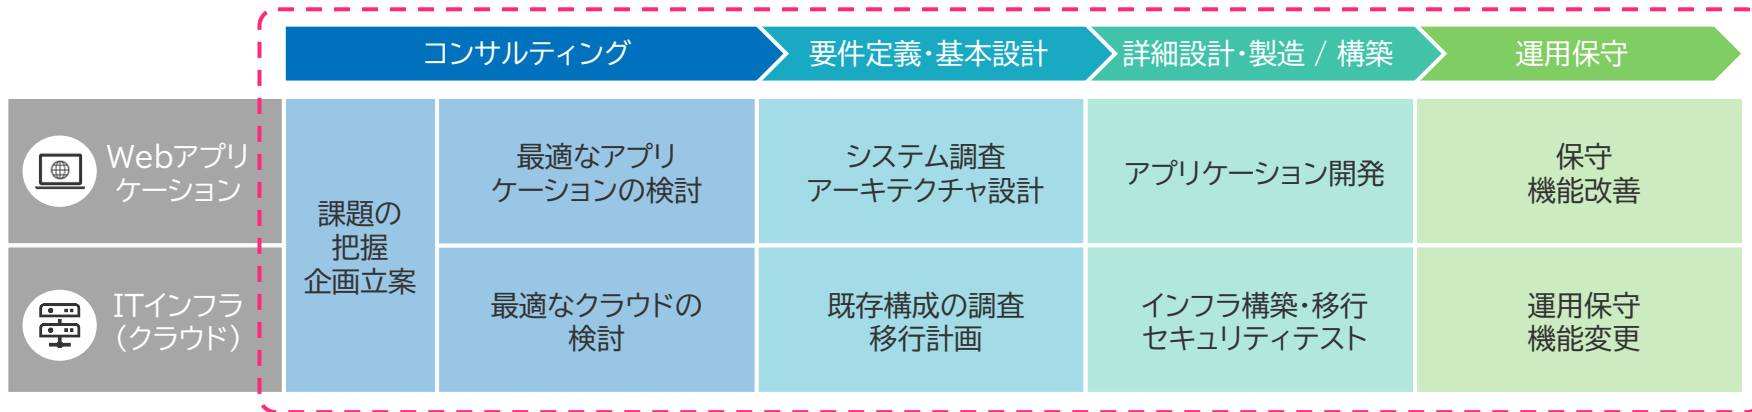 コンサルティング
要件定義・基本設計
詳細設計・製造 / 構築
運用保守
Webアプリ
ケーション
課題の
把握
企画立案
最適なアプリ
ケーションの検討
システム調査
アーキテクチャ設計
アプリケーション開発
保守
機能改善
ITインフラ
（クラウド）
最適なクラウドの
検討
既存構成の調査
移行計画
インフラ構築・移行
セキュリティテスト
運用保守
機能変更